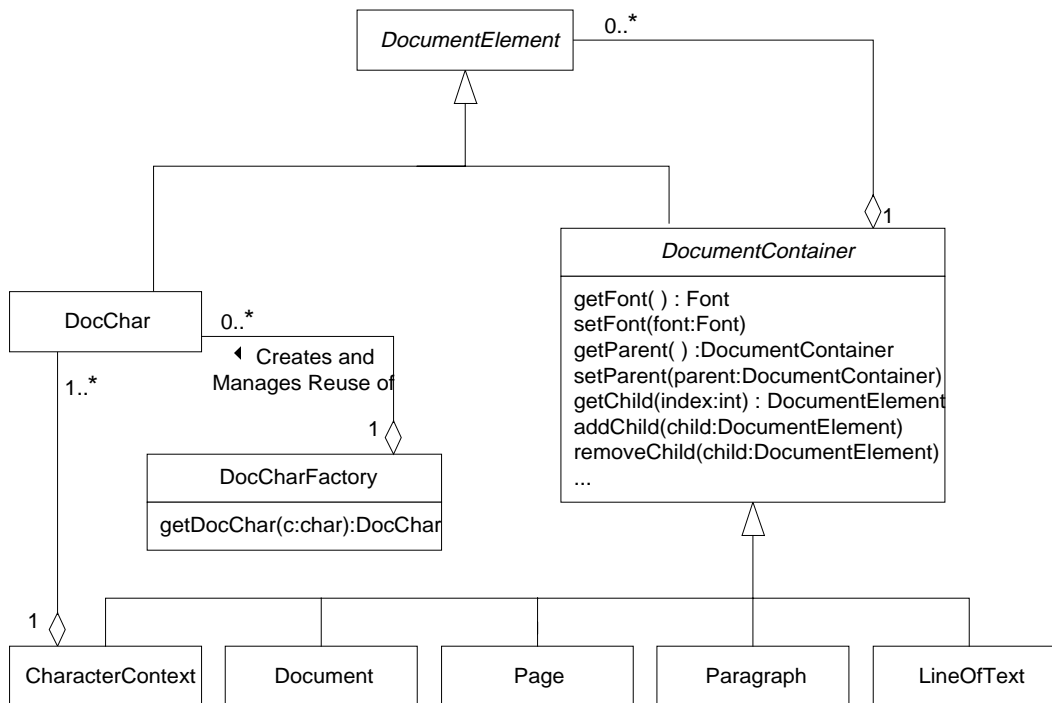 DocumentElement
0..*
1
DocumentContainer
getFont( ) : Font
setFont(font:Font)
getParent( ) :DocumentContainer
setParent(parent:DocumentContainer)
getChild(index:int) : DocumentElement
addChild(child:DocumentElement)
removeChild(child:DocumentElement)
...
DocChar
0..*
Creates and
Manages Reuse of
1..*
1
DocCharFactory
getDocChar(c:char):DocChar
1
CharacterContext
Document
Page
Paragraph
LineOfText